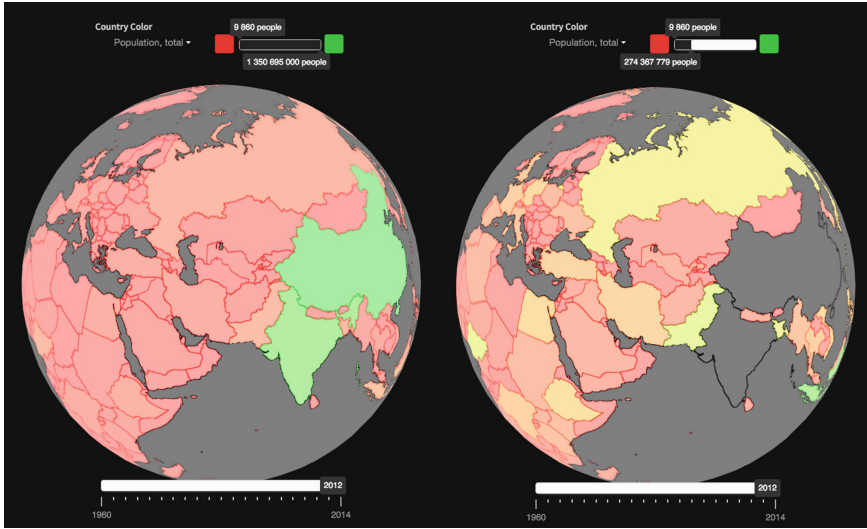 Country Color
9 860 people
Population, total
1 350 695 000 people
2012
1960
2014
Country Color
9 860 people
Population, total
274 367 779 people
2012
1960
2014